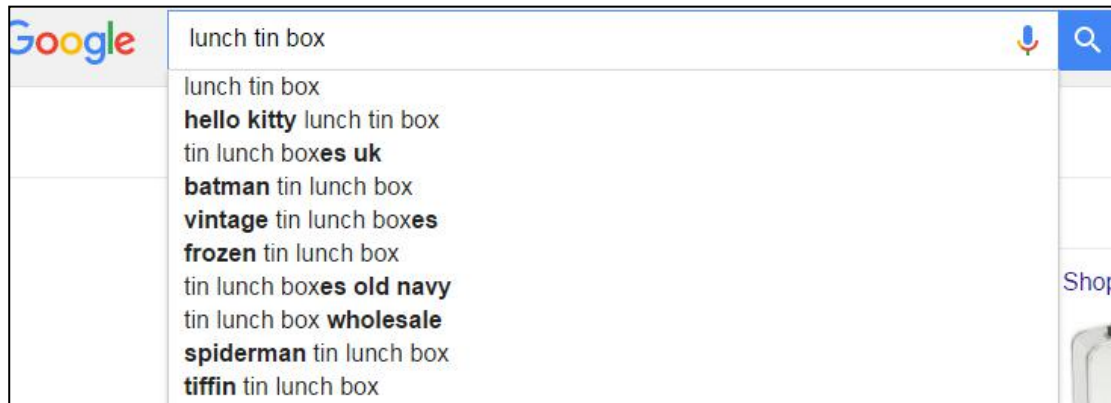 Google
lunch tin box
lunch tin box
hello kitty lunch tin box
tin lunch boxes uk
batman tin lunch box
vintage tin lunch boxes
frozen tin lunch box
tin lunch boxes old navy
Shop
tin lunch box wholesale
spiderman tin lunch box
tiffin tin lunch box